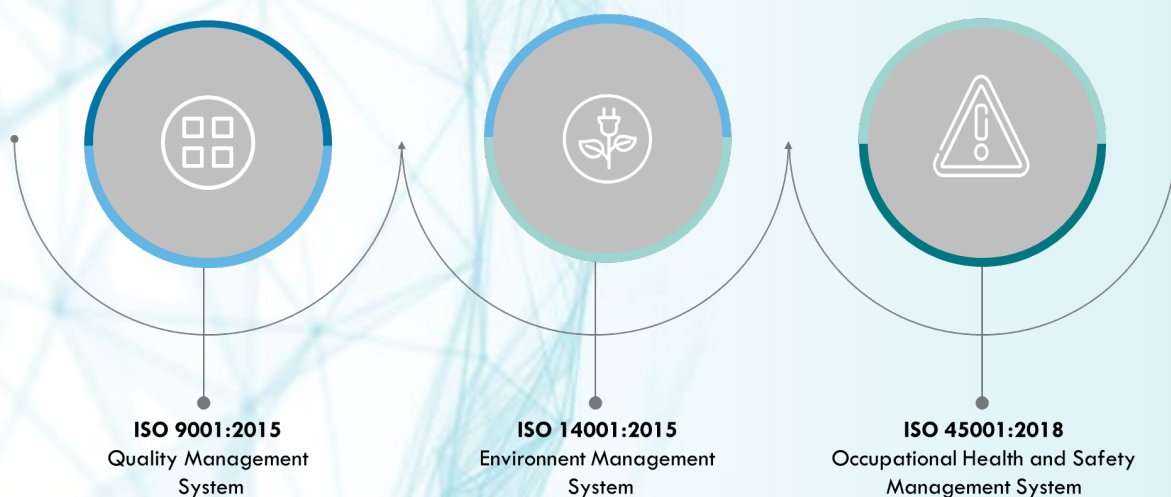 ISO 9001:2015
Quality Management
System
ISO 14001:2015
Environnent Management
System
ISO 45001:2018
Occupational Health and Safety
Management System